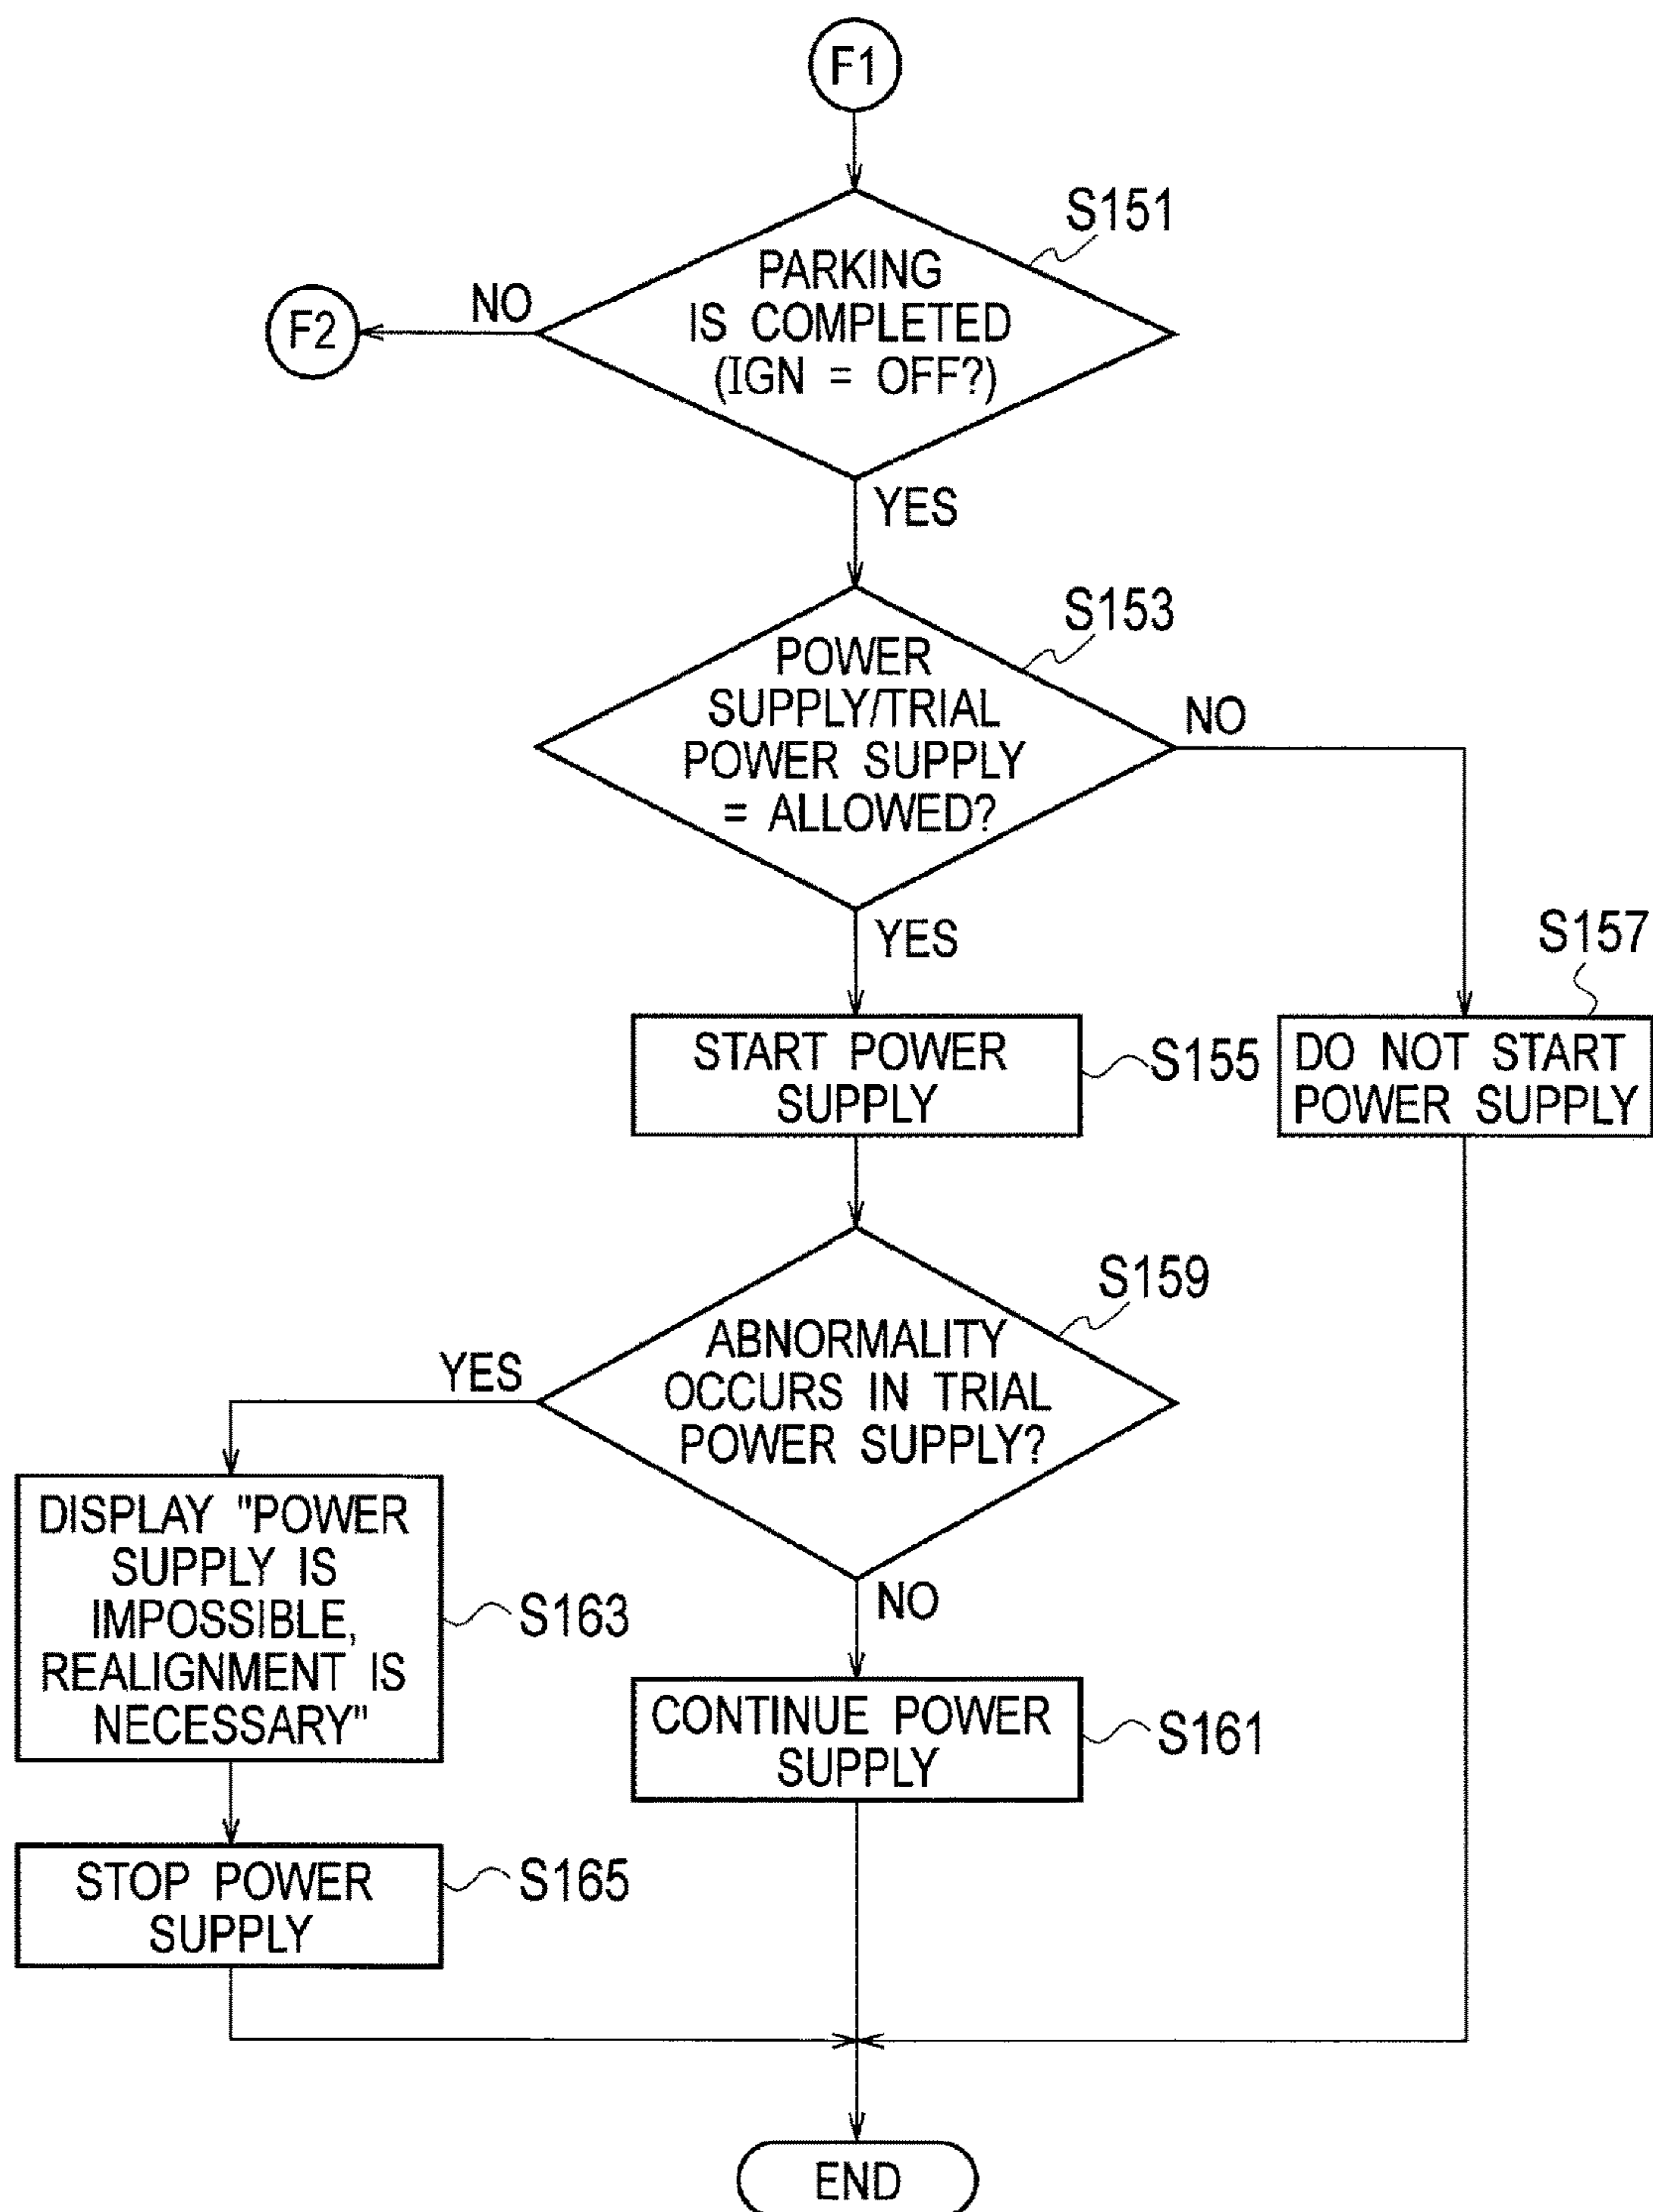 F1
S151
PARKING
IS COMPLETED
(IGN = OFF?)
NO
F2
YES
S153
POWER
SUPPLY/TRIAL
POWER SUPPLY
= ALLOWED?
NO
YES
S157
START POWER
SUPPLY
S155
DO NOT START
POWER SUPPLY
S159
ABNORMALITY
OCCURS IN TRIAL
POWER SUPPLY?
YES
NO
DISPLAY "POWER
SUPPLY IS
IMPOSSIBLE,
REALIGNMENT IS
NECESSARY"
S163
CONTINUE POWER
SUPPLY
S161
STOP POWER
SUPPLY
S165
END